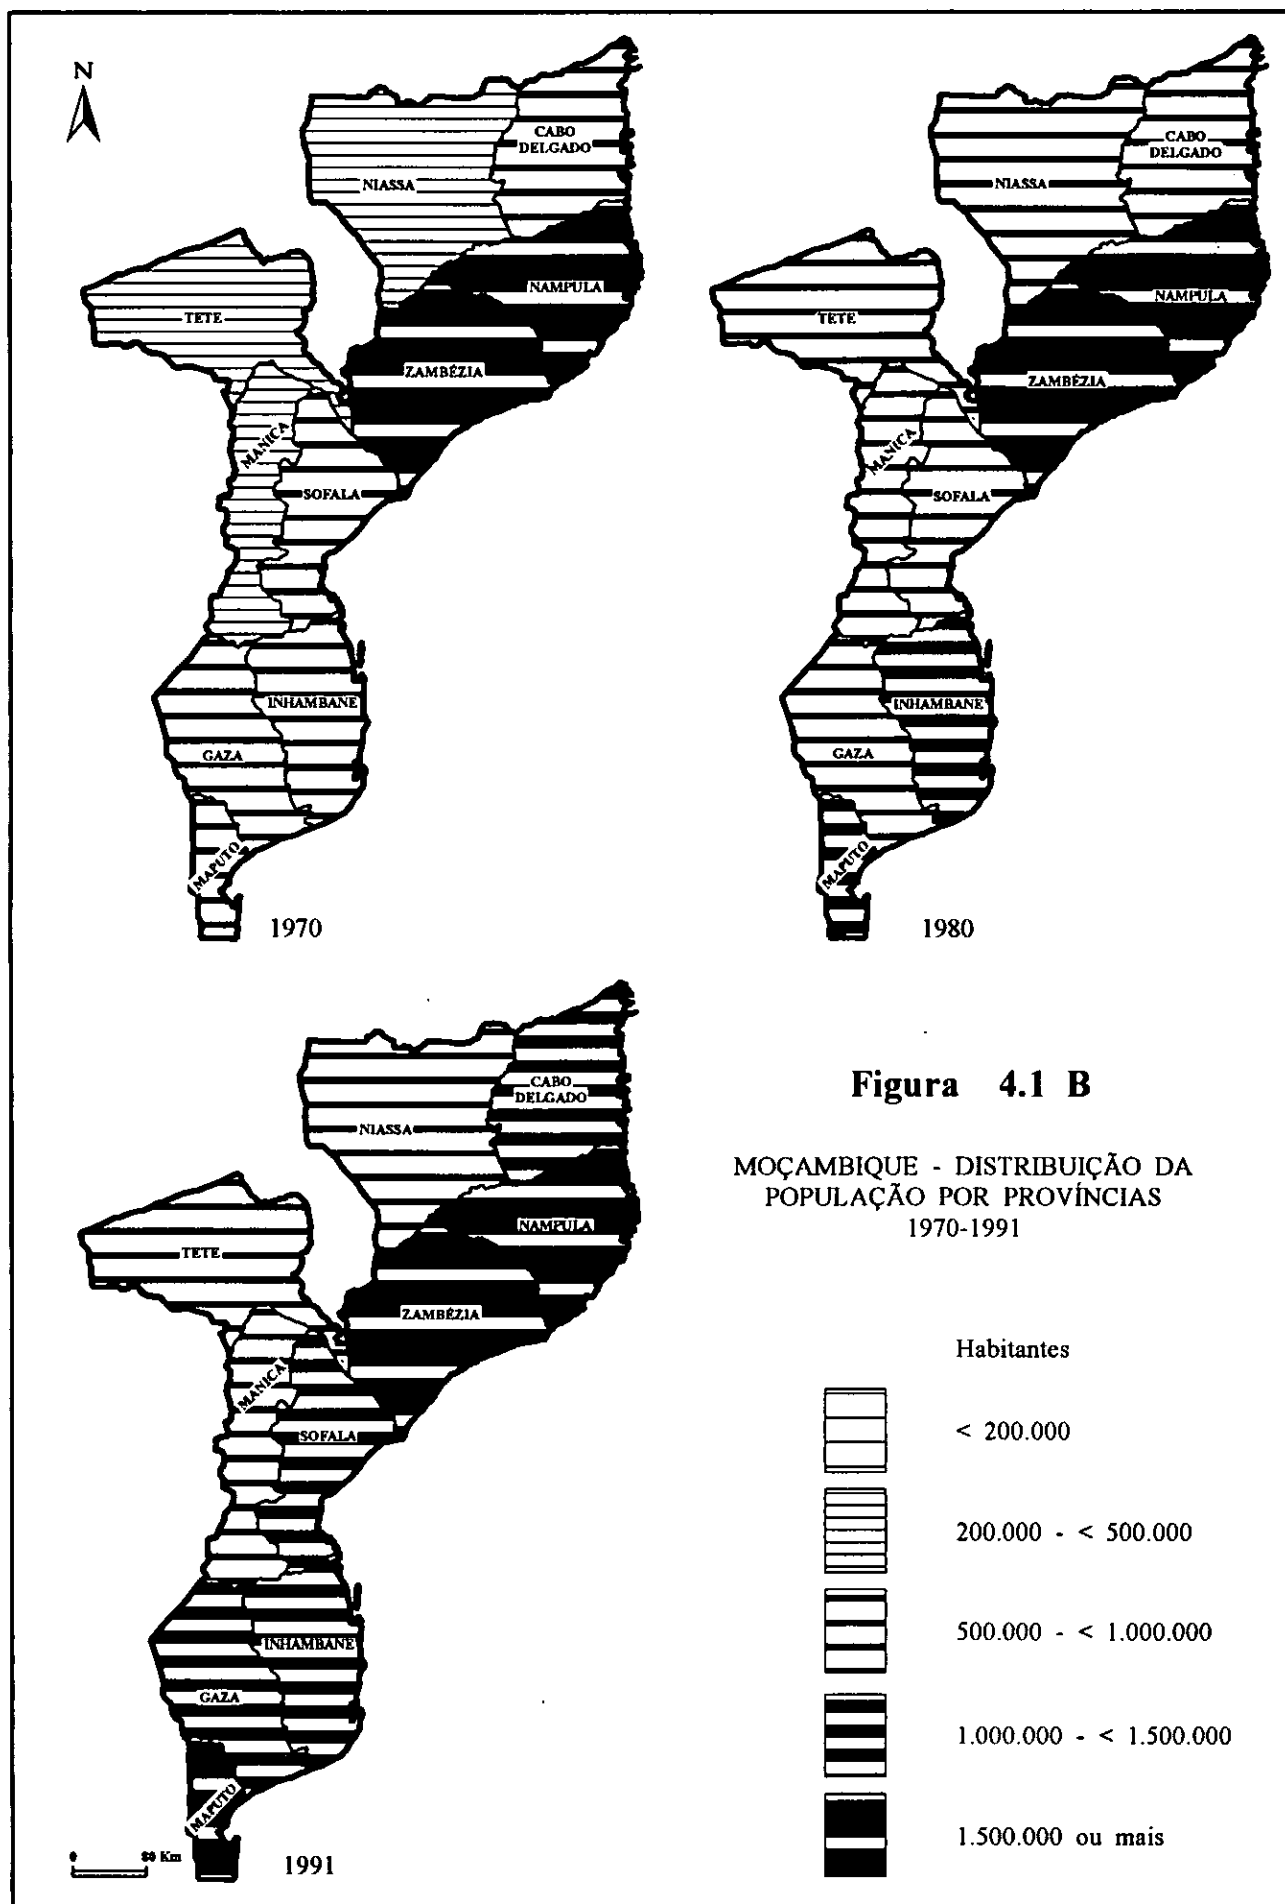 N
CABO
DELGADO
NIASSA
NAMPULA
TETE
ZAMBÉZIA
MANICA
SOFALA
INHAMBANE
GAZA
MAPUTO
1970
CABO
DELGADO
NIASSA
NAMPULA
TETE
ZAMBÉZIA
MANICA
SOFALA
INHAMBANE
GAZA
MAPUTO
1980
CABO
DELGADO
NIASSA
NAMPULA
TETE
ZAMBÉZIA
MANICA
SOFALA
INHAMBANE
GAZA
MAPUTO
0 80 Km
1991
Figura 4.1 B
MOÇAMBIQUE - DISTRIBUIÇÃO DA
POPULAÇÃO POR PROVÍNCIAS
1970-1991
Habitantes
< 200.000
200.000 - < 500.000
500.000 - < 1.000.000
1.000.000 - < 1.500.000
1.500.000 ou mais